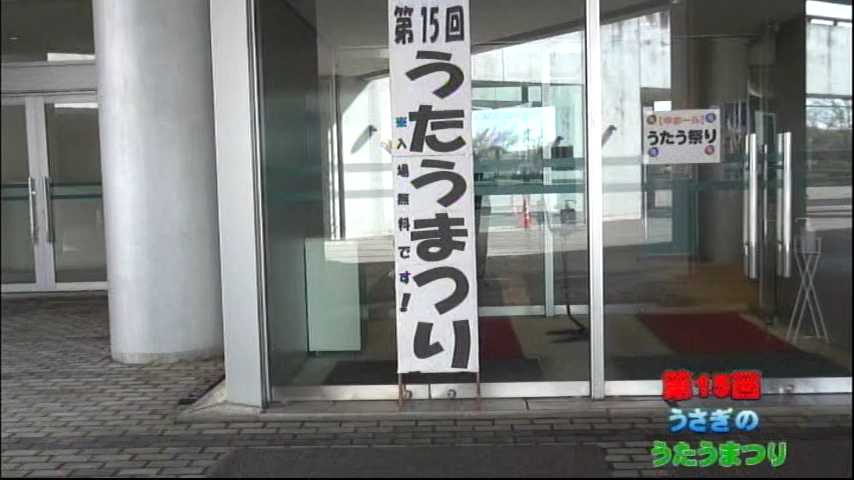 第15回
うたうまつり
※入場無料です!
【中ホール】
うたう祭り
第15回
うさぎの
うたうまつり